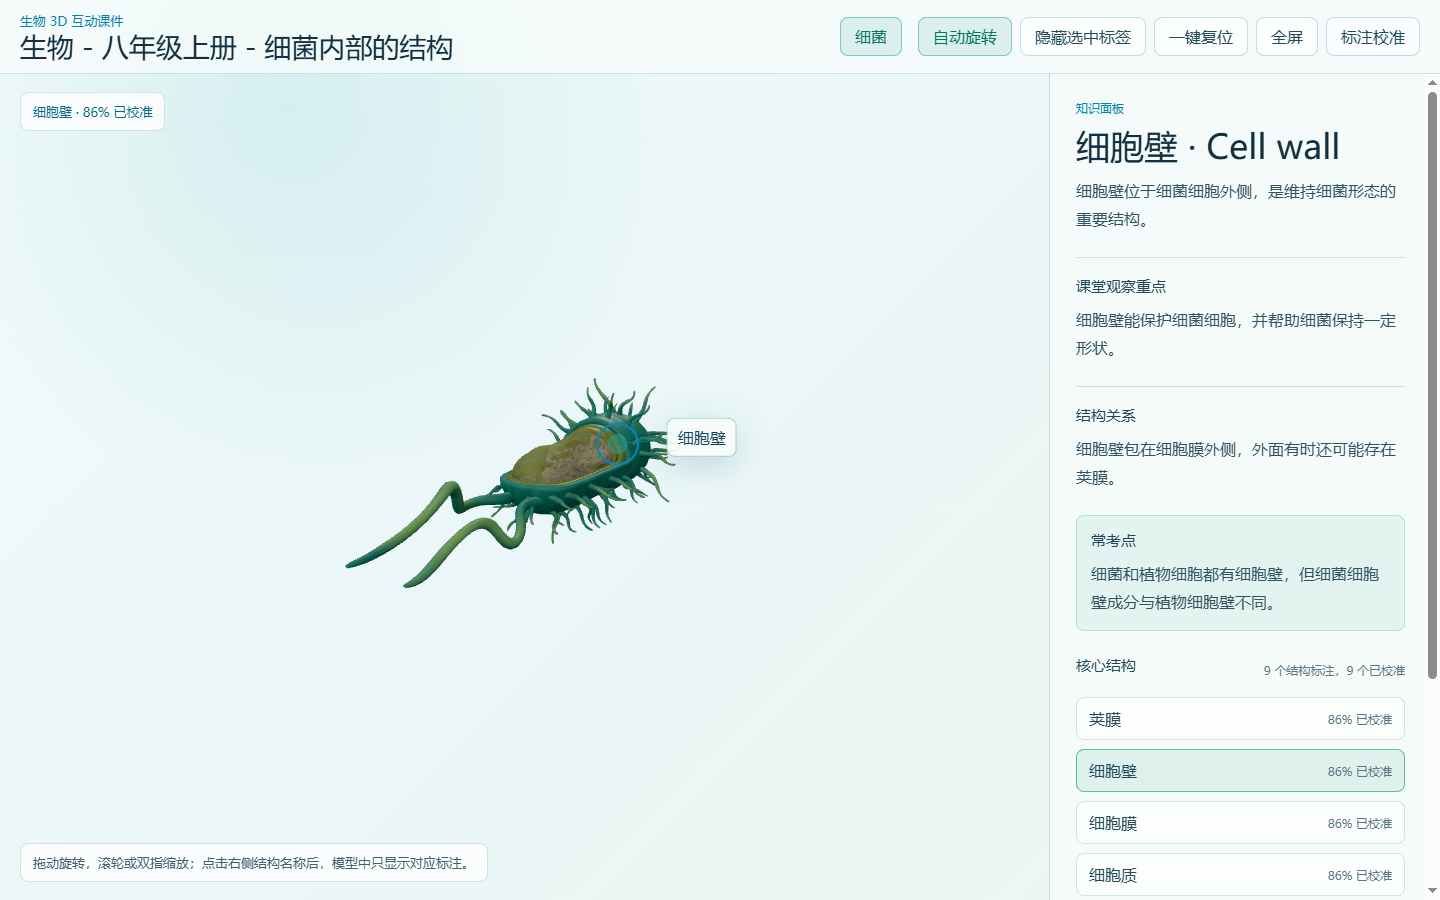 生物 3D 互动课件
生物 - 八年级上册 - 细菌内部的结构
细菌
自动旋转
隐藏选中标签
一键复位
全屏
标注校准
细胞壁 · 86% 已校准
细胞壁
拖动旋转，滚轮或双指缩放；点击右侧结构名称后，模型中只显示对应标注。
知识面板
细胞壁 · Cell wall
细胞壁位于细菌细胞外侧，是维持细菌形态的
重要结构。
课堂观察重点
细胞壁能保护细菌细胞，并帮助细菌保持一定
形状。
结构关系
细胞壁包在细胞膜外侧，外面有时还可能存在
荚膜。
常考点
细菌和植物细胞都有细胞壁，但细菌细胞
壁成分与植物细胞壁不同。
核心结构
9 个结构标注，9 个已校准
荚膜 86% 已校准
细胞壁 86% 已校准
细胞膜 86% 已校准
细胞质 86% 已校准